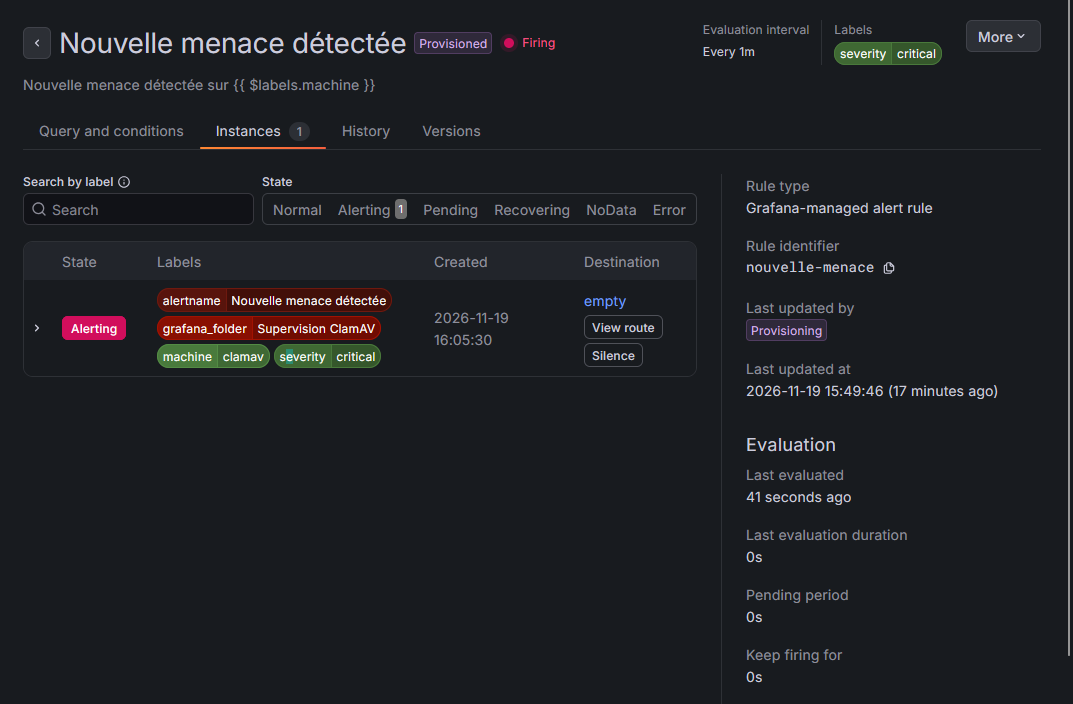 Nouvelle menace détectée Provisioned Firing
Evaluation interval
Every 1m
Labels
severity critical
More
Nouvelle menace détectée sur {{ $labels.machine }}
Query and conditions Instances 1 History Versions
Search by label
Search
State
Normal Alerting 1 Pending Recovering NoData Error
State Labels Created Destination
Alerting
alertname Nouvelle menace détectée
grafana_folder Supervision ClamAV
machine clamav severity critical
2026-11-19
16:05:30
empty
View route
Silence
Rule type
Grafana-managed alert rule
Rule identifier
nouvelle-menace
Last updated by
Provisioning
Last updated at
2026-11-19 15:49:46 (17 minutes ago)
Evaluation
Last evaluated
41 seconds ago
Last evaluation duration
0s
Pending period
0s
Keep firing for
0s